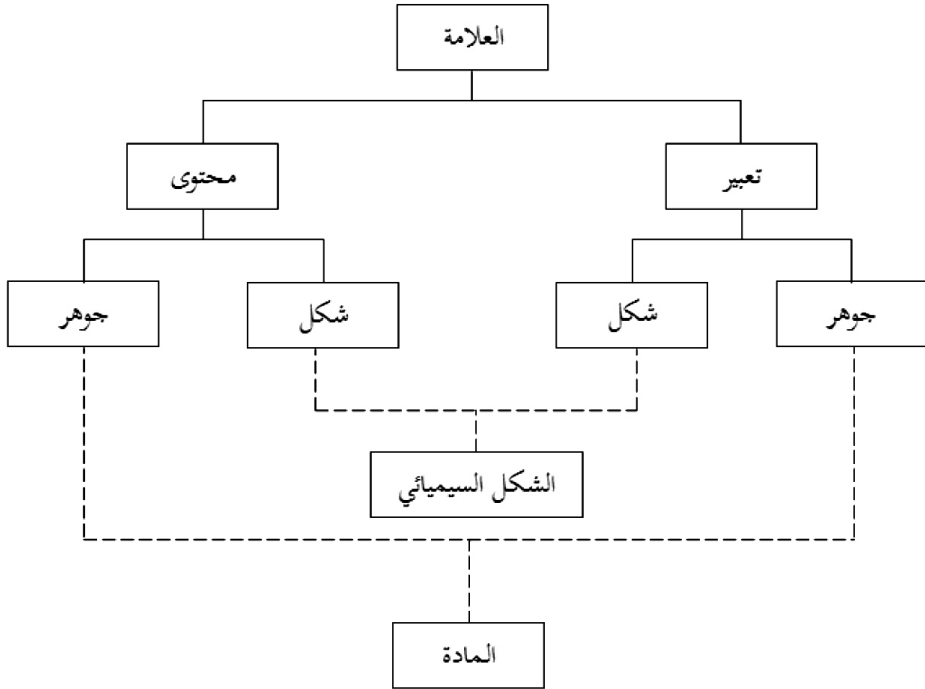 العلامة
تعبير
محتوى
جوهر
شكل
شكل
جوهر
الشكل السيميائي
المادة